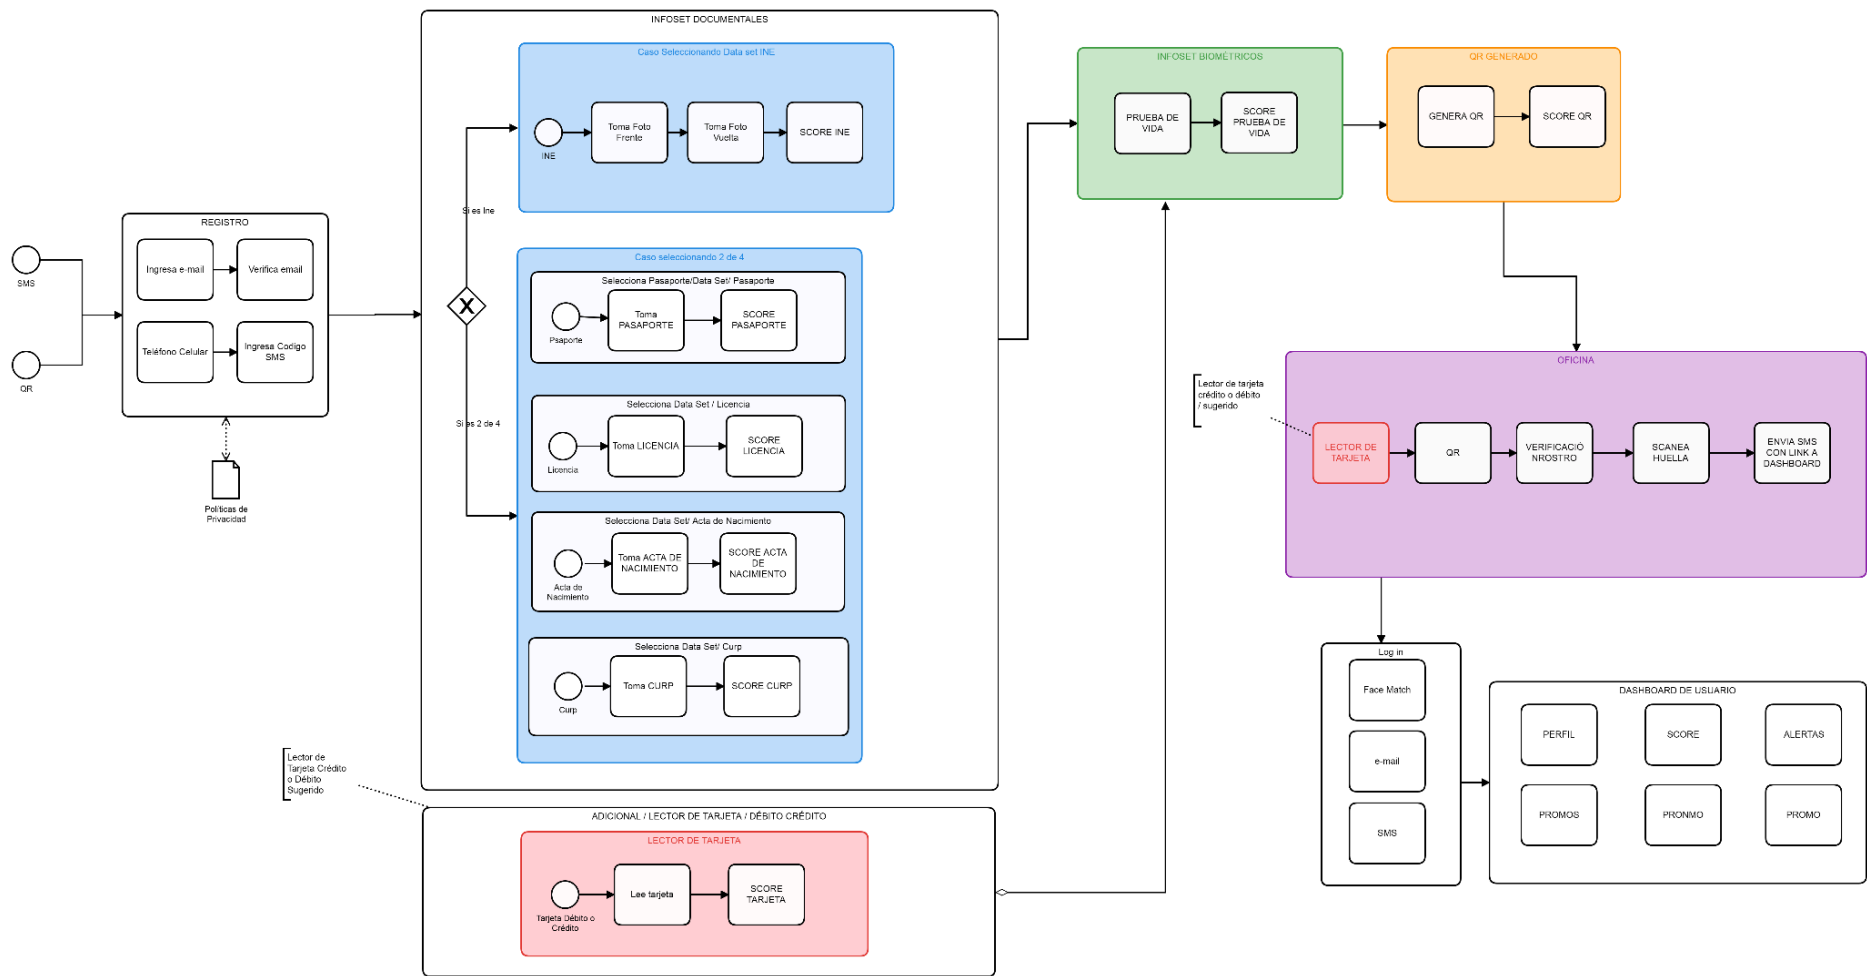 SMS
QR
REGISTRO
Ingresa e-mail
Verifica email
Teléfono Celular
Ingresa Codigo
SMS
Políticas de
Privacidad
INFOSET DOCUMENTALES
Si es Ine
Si es 2 de 4
Caso Seleccionando Data set INE
INE
Toma Foto
Frente
Toma Foto
Vuelta
SCORE INE
Caso seleccionando 2 de 4
Selecciona Pasaporte/Data Set/ Pasaporte
Psaporte
Toma
PASAPORTE
SCORE
PASAPORTE
Selecciona Data Set / Licencia
Licencia
Toma LICENCIA
SCORE
LICENCIA
Selecciona Data Set/ Acta de Nacimiento
Acta de
Nacimiento
Toma ACTA DE
NACIMIENTO
SCORE ACTA
DE
NACIMIENTO
Selecciona Data Set/ Curp
Curp
Toma CURP
SCORE CURP
Lector de
Tarjeta Crédito
o Débito
Sugerido
ADICIONAL / LECTOR DE TARJETA / DÉBITO CRÉDITO
LECTOR DE TARJETA
Tarjeta Débito o
Crédito
Lee tarjeta
SCORE
TARJETA
INFOSET BIOMÉTRICOS
PRUEBA DE
VIDA
SCORE
PRUEBA DE
VIDA
QR GENERADO
GENERA QR
SCORE QR
OFICINA
Lector de tarjeta
crédito o débito
/ sugerido
LECTOR DE
TARJETA
QR
VERIFICACIÓ
NROSTRO
SCANEA
HUELLA
ENVIA SMS
CON LINK A
DASHBOARD
Log in
Face Match
e-mail
SMS
DASHBOARD DE USUARIO
PERFIL
SCORE
ALERTAS
PROMOS
PRONMO
PROMO